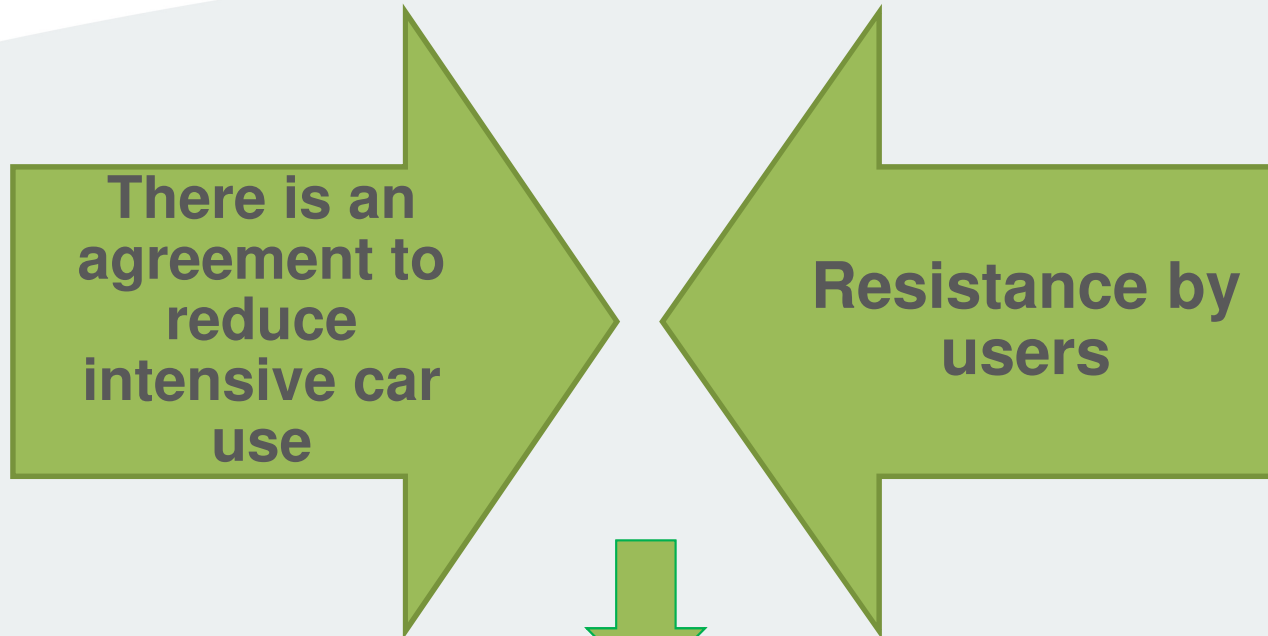 There is an
agreement to
reduce
intensive car
use
Resistance by
users